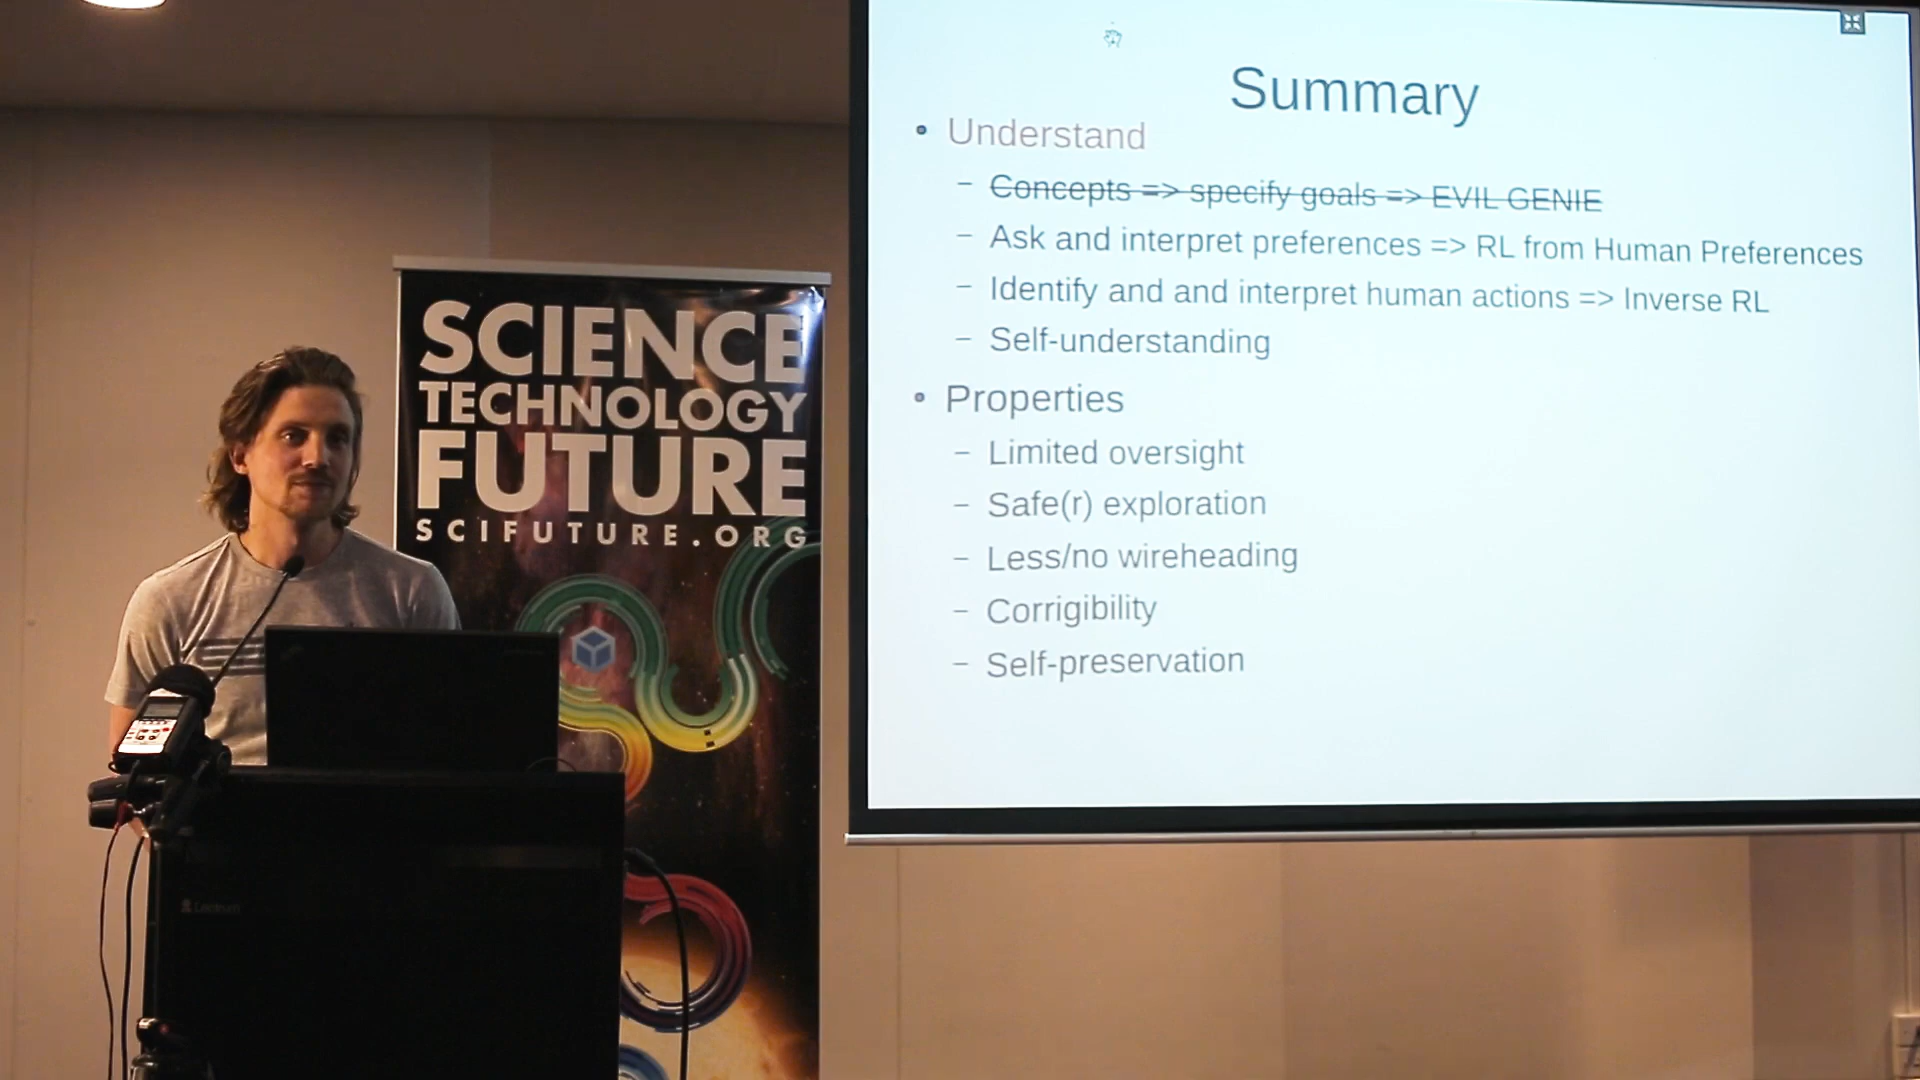 SCIENCE
TECHNOLOGY
FUTURE
SCIFUTURE.ORG
Summary
• Understand
– Concepts => specify goals => EVIL GENIE
– Ask and interpret preferences => RL from Human Preferences
– Identify and and interpret human actions => Inverse RL
– Self-understanding
• Properties
– Limited oversight
– Safe(r) exploration
– Less/no wireheading
– Corrigibility
– Self-preservation
Lectrum